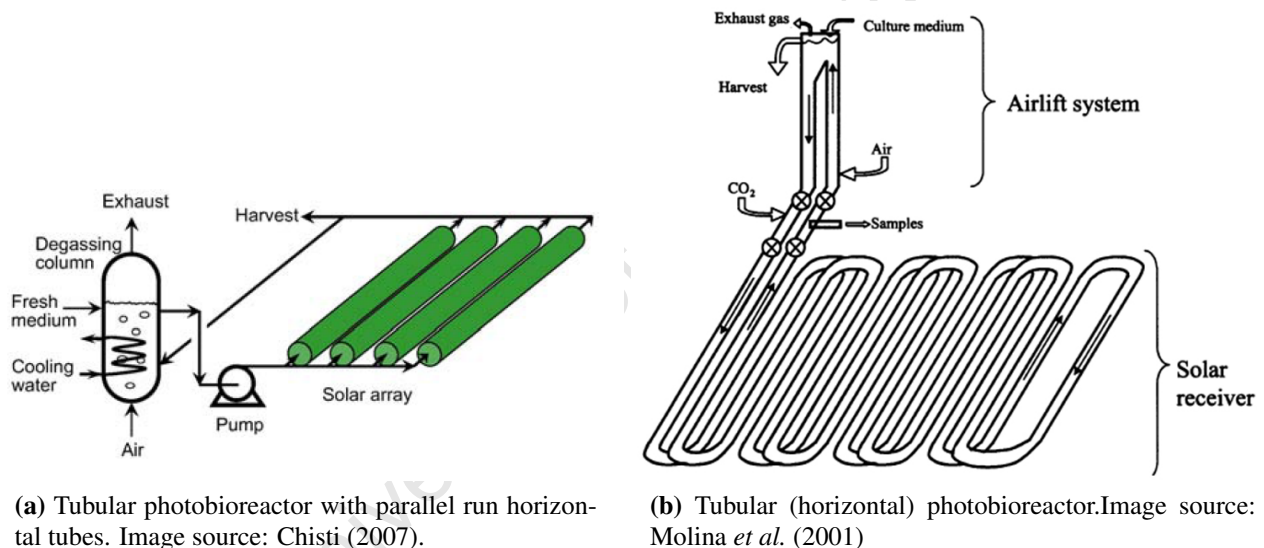 Exhaust
Degassing
column
Fresh
medium
Cooling
water
Air
Pump
Harvest
Solar array
(a) Tubular photobioreactor with parallel run horizon-
tal tubes. Image source: Chisti (2007).
Exhaust gas
Culture medium
Harvest
Airlift system
Air
CO₂
Samples
Solar
receiver
(b) Tubular (horizontal) photobioreactor.Image source:
Molina et al. (2001)